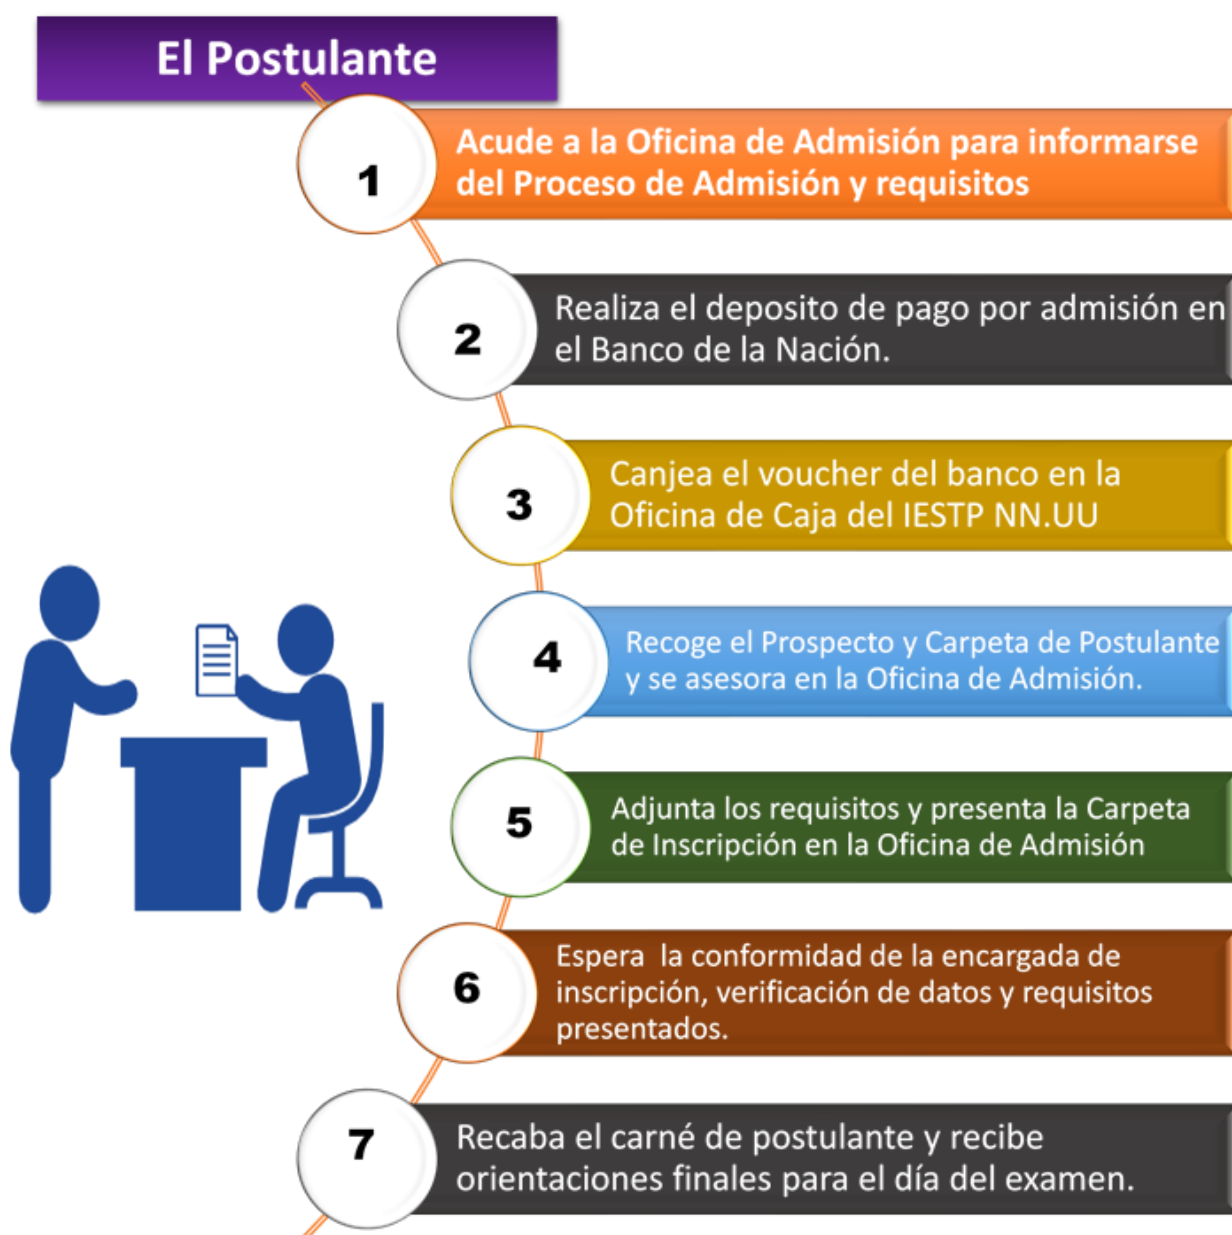 El Postulante
1
Acude a la Oficina de Admisión para informarse
del Proceso de Admisión y requisitos
2
Realiza el deposito de pago por admisión en
el Banco de la Nación.
3
Canjea el voucher del banco en la
Oficina de Caja del IESTP NN.UU
4
Recoge el Prospecto y Carpeta de Postulante
y se asesora en la Oficina de Admisión.
5
Adjunta los requisitos y presenta la Carpeta
de Inscripción en la Oficina de Admisión
6
Espera  la conformidad de la encargada de
inscripción, verificación de datos y requisitos
presentados.
7
Recaba el carné de postulante y recibe
orientaciones finales para el día del examen.